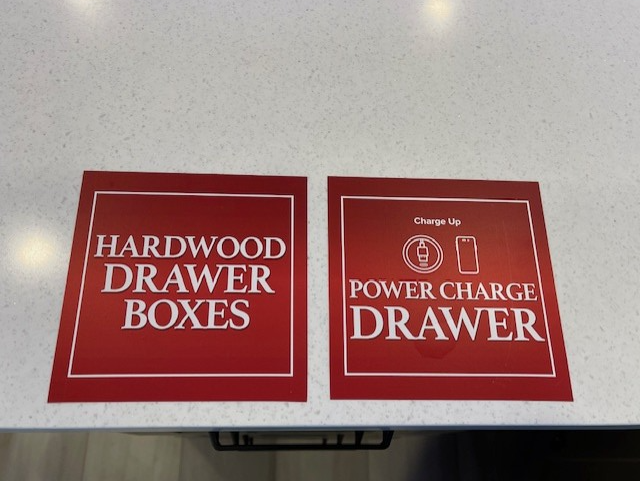 HARDWOOD
DRAWER
BOXES
Charge Up
POWER CHARGE
DRAWER